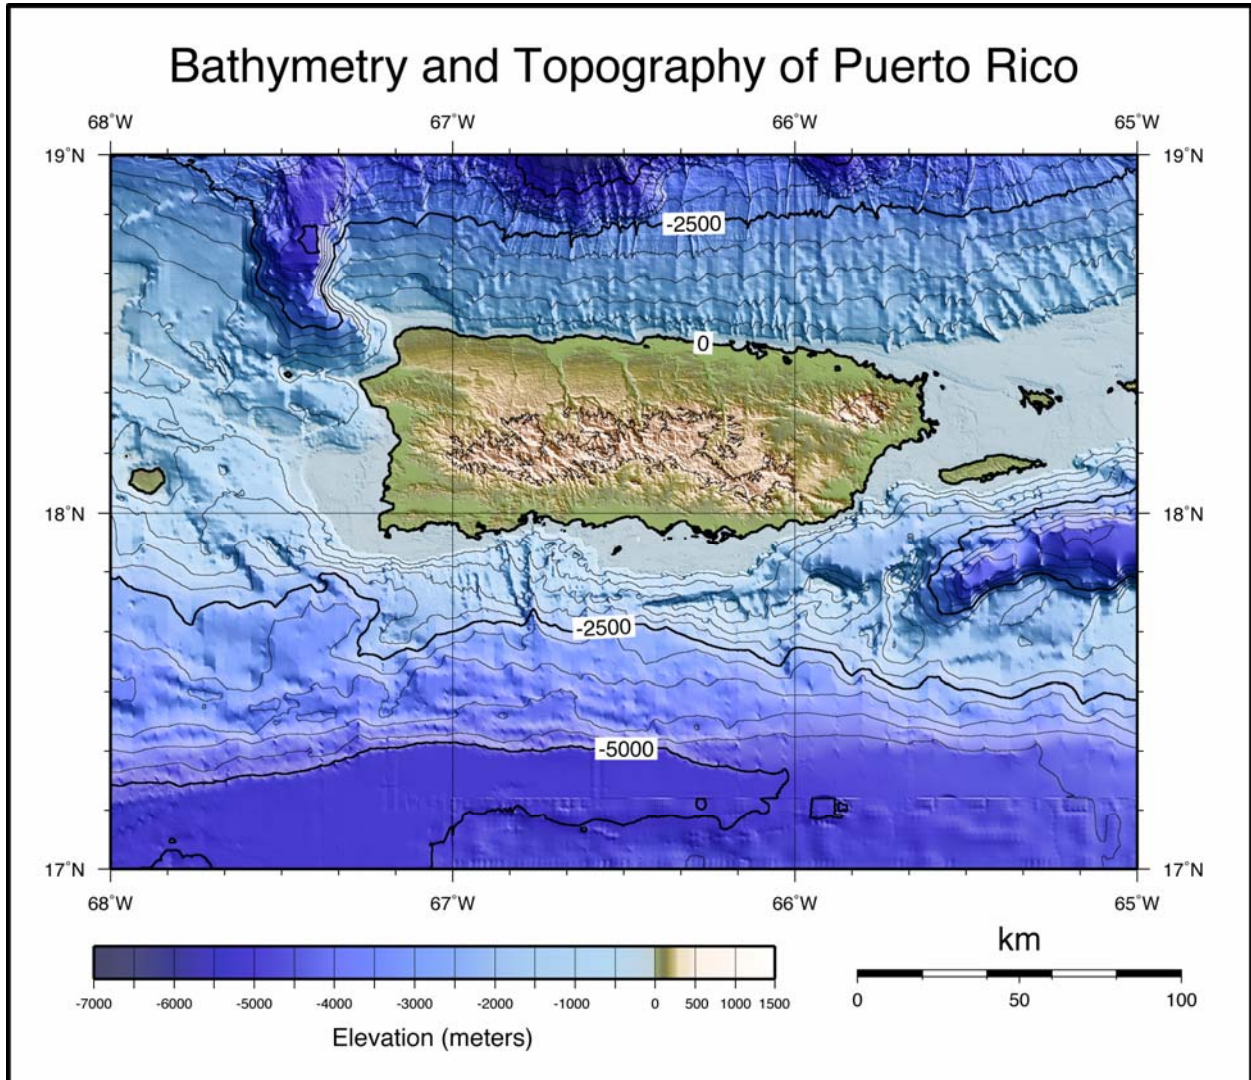 Bathymetry and Topography of Puerto Rico
68˚W 67˚W 66˚W 65˚W
19˚N 19˚N
-2500
0
18˚N 18˚N
-2500
-5000
17˚N 17˚N
68˚W 67˚W 66˚W 65˚W
km
-7000 -6000 -5000 -4000 -3000 -2000 -1000 0 500 1000 1500
0 50 100
Elevation (meters)